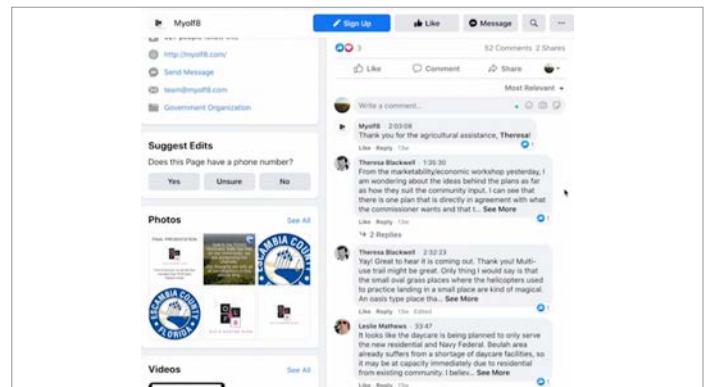 Myolf8
Sign Up
Like
Message
http://myolf8.com/
Send Message
team@myolf8.com
Government Organization
Suggest Edits
Does this Page have a phone number?
Yes
Unsure
No
Photos
See All
FINAL PRESENTATION
ESCAMBIA COUNTY
FLORIDA
ESCAMBIA COUNTY
FLORIDA
Videos
See All
3
52 Comments 2 Shares
Like
Comment
Share
Most Relevant
Write a comment...
Myolf8 · 2:03:08
Thank you for the agricultural assistance, Theresa!
1
Like · Reply · 13w
Theresa Blackwell · 1:35:30
From the marketability/economic workshop yesterday, I
am wondering about the ideas behind the plans as far
as how they suit the community input. I can see that
there is one plan that is directly in agreement with what
the commissioner wants and that t... See More
1
Like · Reply · 13w
2 Replies
Theresa Blackwell · 2:32:23
Yay! Great to hear it is coming out. Thank you! Multi-
use trail might be great. Only thing I would say is that
the small oval grass places where the helicopters used
to practice landing in a small place are kind of magical.
An oasis type place tha... See More
1
Like · Reply · 13w · Edited
Leslie Mathews · 33:47
It looks like the daycare is being planned to only serve
the new residential and Navy Federal. Beulah area
already suffers from a shortage of daycare facilities, so
it may be at capacity immediately due to residential
from existing community. I believ... See More
1
Like · Reply · 13w